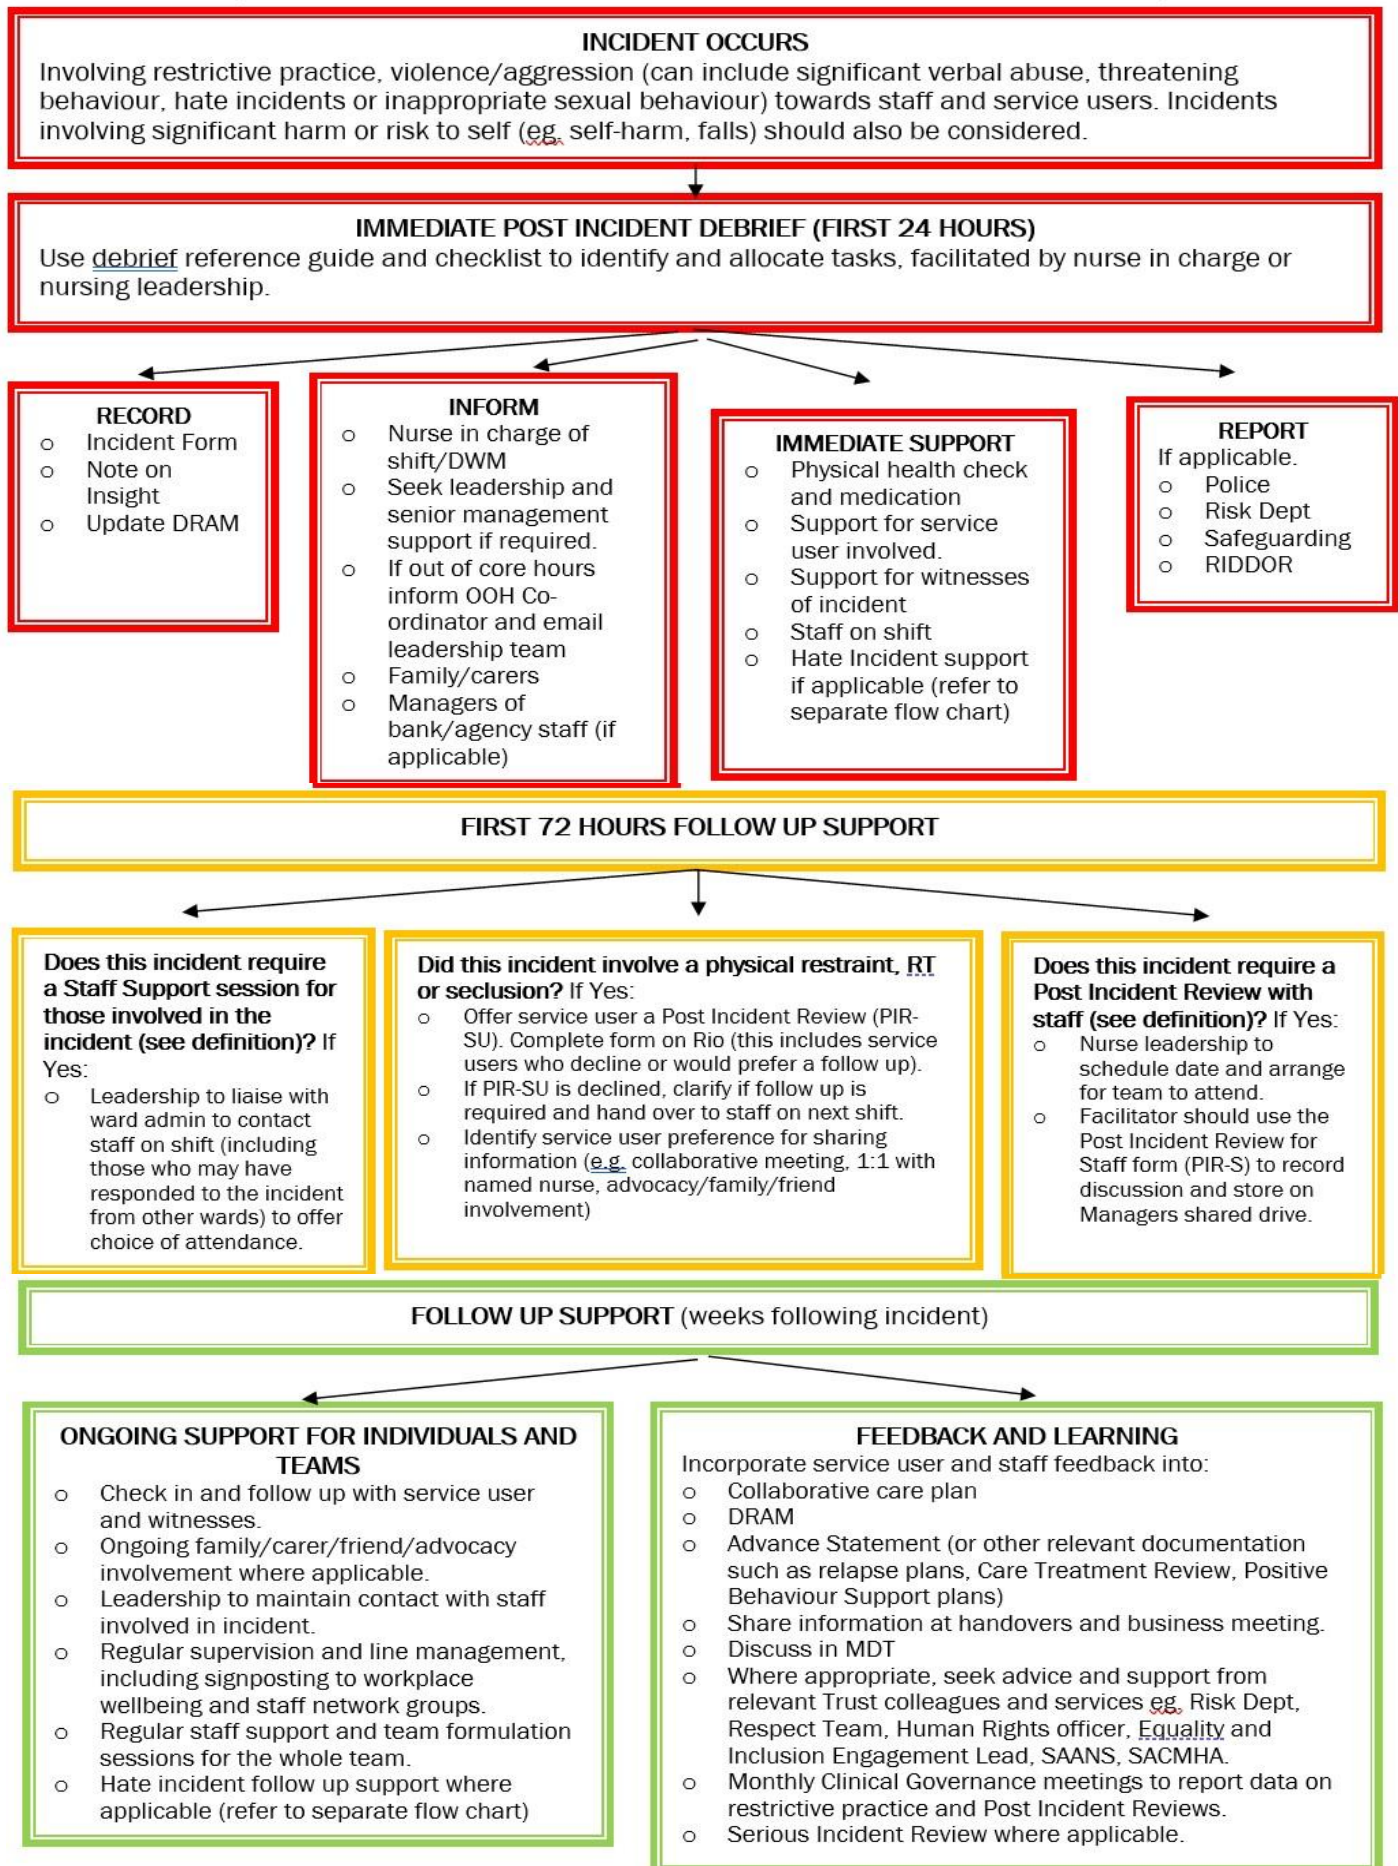 INCIDENT OCCURS
Involving restrictive practice, violence/aggression (can include significant verbal abuse, threatening
behaviour, hate incidents or inappropriate sexual behaviour) towards staff and service users. Incidents
involving significant harm or risk to self (eg. self-harm, falls) should also be considered.
IMMEDIATE POST INCIDENT DEBRIEF (FIRST 24 HOURS)
Use debrief reference guide and checklist to identify and allocate tasks, facilitated by nurse in charge or
nursing leadership.
RECORD
o Incident Form
o Note on
Insight
o Update DRAM
INFORM
o Nurse in charge of
shift/DWM
o Seek leadership and
senior management
support if required.
o If out of core hours
inform OOH Co-
ordinator and email
leadership team
o Family/carers
o Managers of
bank/agency staff (if
applicable)
IMMEDIATE SUPPORT
o Physical health check
and medication
o Support for service
user involved.
o Support for witnesses
of incident
o Staff on shift
o Hate Incident support
if applicable (refer to
separate flow chart)
REPORT
If applicable.
o Police
o Risk Dept
o Safeguarding
o RIDDOR
FIRST 72 HOURS FOLLOW UP SUPPORT
Does this incident require
a Staff Support session for
those involved in the
incident (see definition)? If
Yes:
o Leadership to liaise with
ward admin to contact
staff on shift (including
those who may have
responded to the incident
from other wards) to offer
choice of attendance.
Did this incident involve a physical restraint, RT
or seclusion? If Yes:
o Offer service user a Post Incident Review (PIR-
SU). Complete form on Rio (this includes service
users who decline or would prefer a follow up).
o If PIR-SU is declined, clarify if follow up is
required and hand over to staff on next shift.
o Identify service user preference for sharing
information (e.g. collaborative meeting, 1:1 with
named nurse, advocacy/family/friend
involvement)
Does this incident require a
Post Incident Review with
staff (see definition)? If Yes:
o Nurse leadership to
schedule date and arrange
for team to attend.
o Facilitator should use the
Post Incident Review for
Staff form (PIR-S) to record
discussion and store on
Managers shared drive.
FOLLOW UP SUPPORT (weeks following incident)
ONGOING SUPPORT FOR INDIVIDUALS AND
TEAMS
o Check in and follow up with service user
and witnesses.
o Ongoing family/carer/friend/advocacy
involvement where applicable.
o Leadership to maintain contact with staff
involved in incident.
o Regular supervision and line management,
including signposting to workplace
wellbeing and staff network groups.
o Regular staff support and team formulation
sessions for the whole team.
o Hate incident follow up support where
applicable (refer to separate flow chart)
FEEDBACK AND LEARNING
Incorporate service user and staff feedback into:
o Collaborative care plan
o DRAM
o Advance Statement (or other relevant documentation
such as relapse plans, Care Treatment Review, Positive
Behaviour Support plans)
o Share information at handovers and business meeting.
o Discuss in MDT
o Where appropriate, seek advice and support from
relevant Trust colleagues and services eg. Risk Dept,
Respect Team, Human Rights officer, Equality and
Inclusion Engagement Lead, SAANS, SACMHA.
o Monthly Clinical Governance meetings to report data on
restrictive practice and Post Incident Reviews.
o Serious Incident Review where applicable.